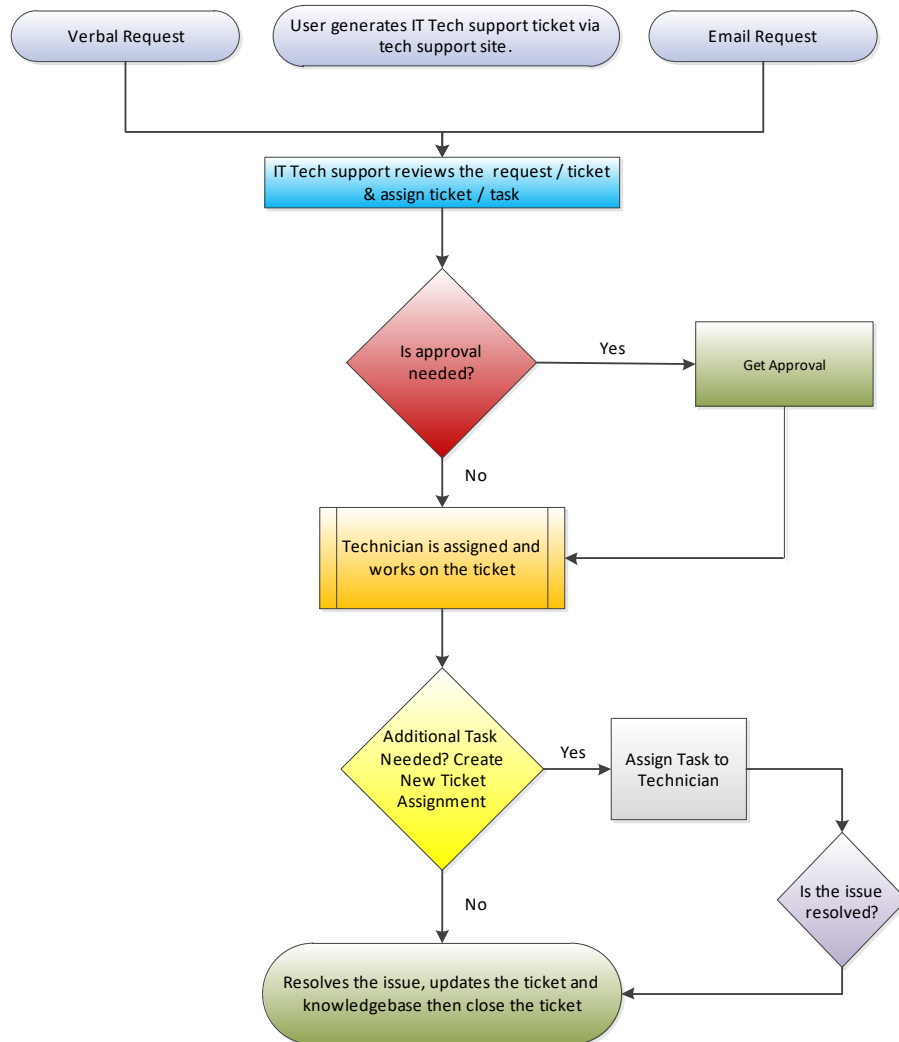 Verbal Request
User generates IT Tech support ticket via
tech support site.
Email Request
IT Tech support reviews the request / ticket
& assign ticket / task
Is approval
needed?
Yes
Get Approval
No
Technician is assigned and
works on the ticket
Additional Task
Needed? Create
New Ticket
Assignment
Yes
Assign Task to
Technician
Is the issue
resolved?
No
Resolves the issue, updates the ticket and
knowledgebase then close the ticket